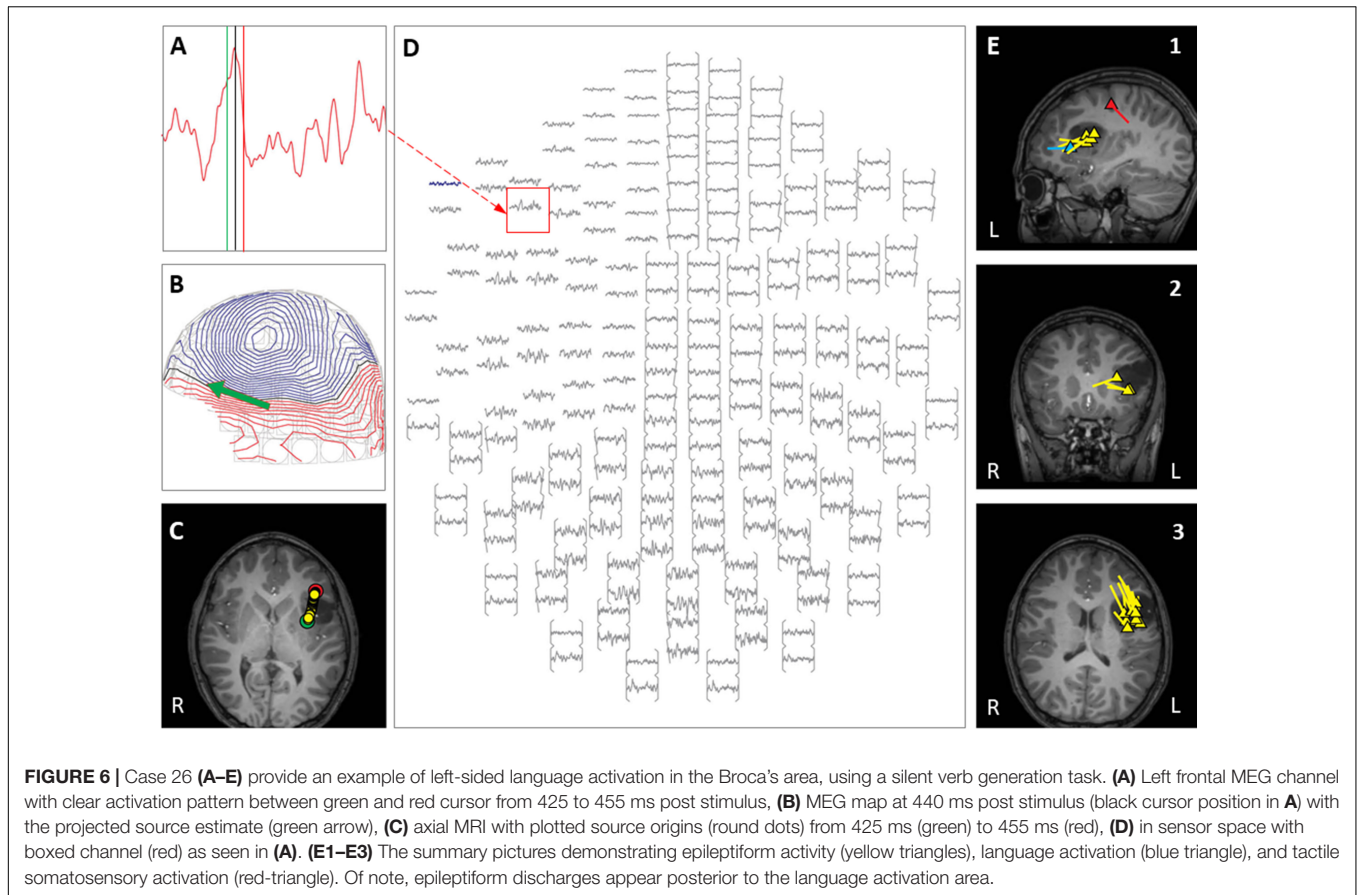 A
D
E
1
L
B
2
R
L
C
R
3
R
L
FIGURE 6 | Case 26 (A–E) provide an example of left-sided language activation in the Broca's area, using a silent verb generation task. (A) Left frontal MEG channel
with clear activation pattern between green and red cursor from 425 to 455 ms post stimulus, (B) MEG map at 440 ms post stimulus (black cursor position in A) with
the projected source estimate (green arrow), (C) axial MRI with plotted source origins (round dots) from 425 ms (green) to 455 ms (red), (D) in sensor space with
boxed channel (red) as seen in (A). (E1–E3) The summary pictures demonstrating epileptiform activity (yellow triangles), language activation (blue triangle), and tactile
somatosensory activation (red-triangle). Of note, epileptiform discharges appear posterior to the language activation area.